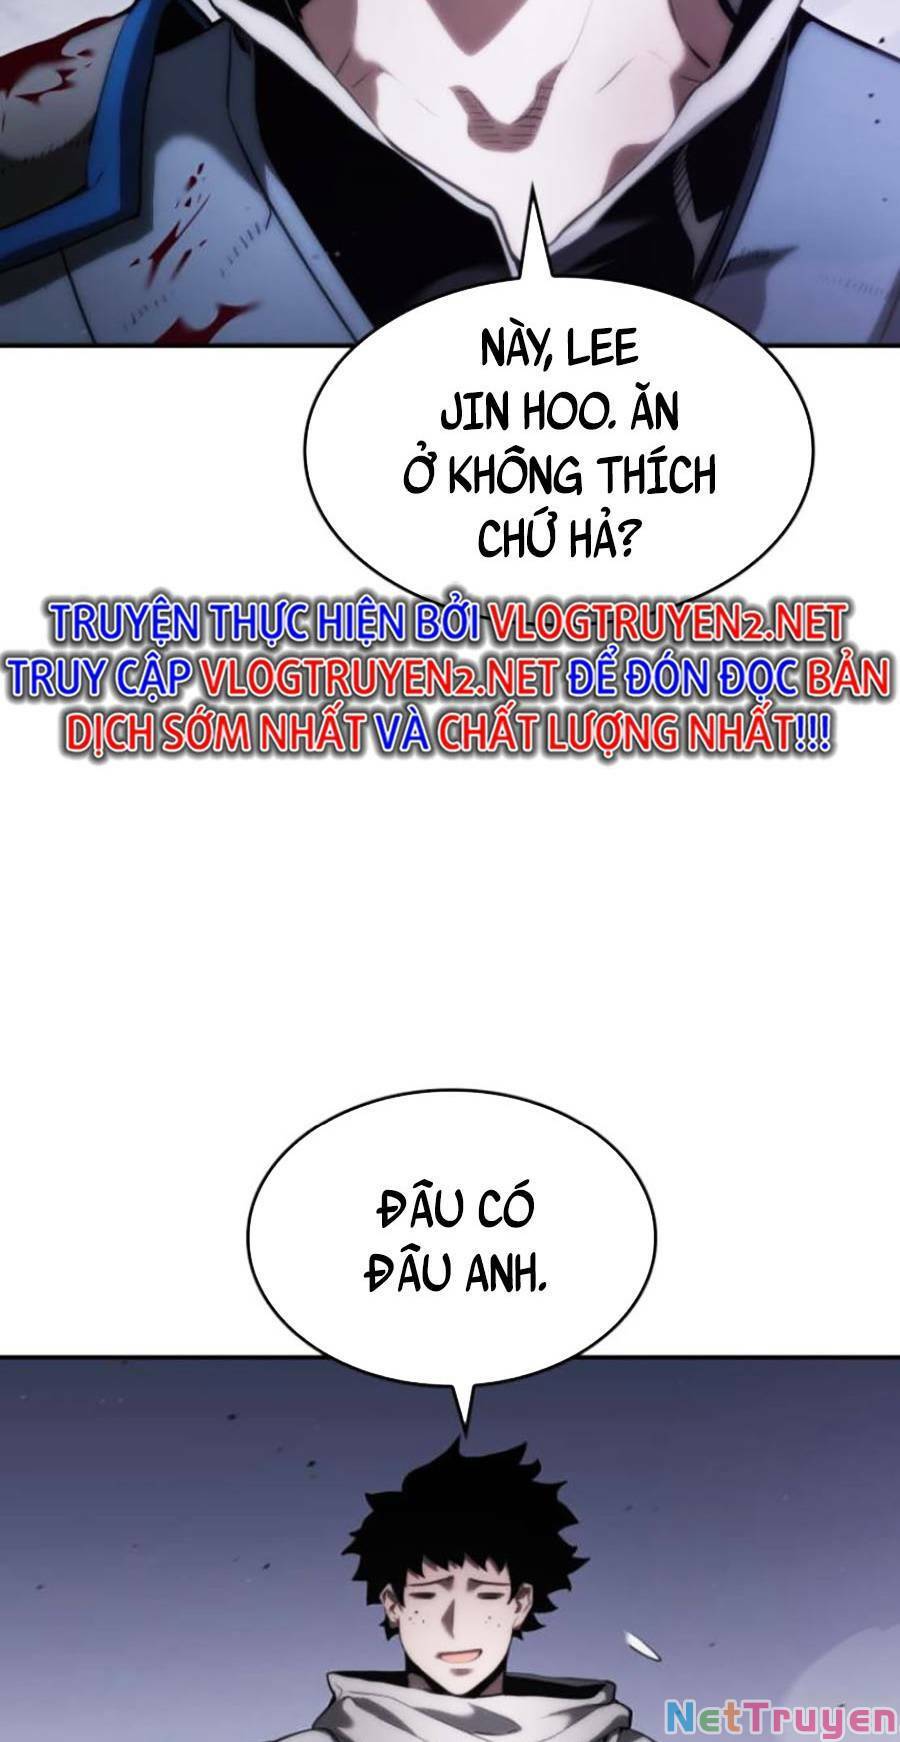 NÀY, LEE
JIN HOO. ĂN
Ở KHÔNG THÍCH
CHỨ HẢ?
TRUYỆN THỰC HIỆN BỞI VLOGTRUYEN2.NET
TRUY CẬP VLOGTRUYEN2.NET ĐỂ ĐÓN ĐỌC BẢN
DỊCH SỚM NHẤT VÀ CHẤT LƯỢNG NHẤT!!!
ĐÂU CÓ
ĐÂU ANH.
NetTruyen